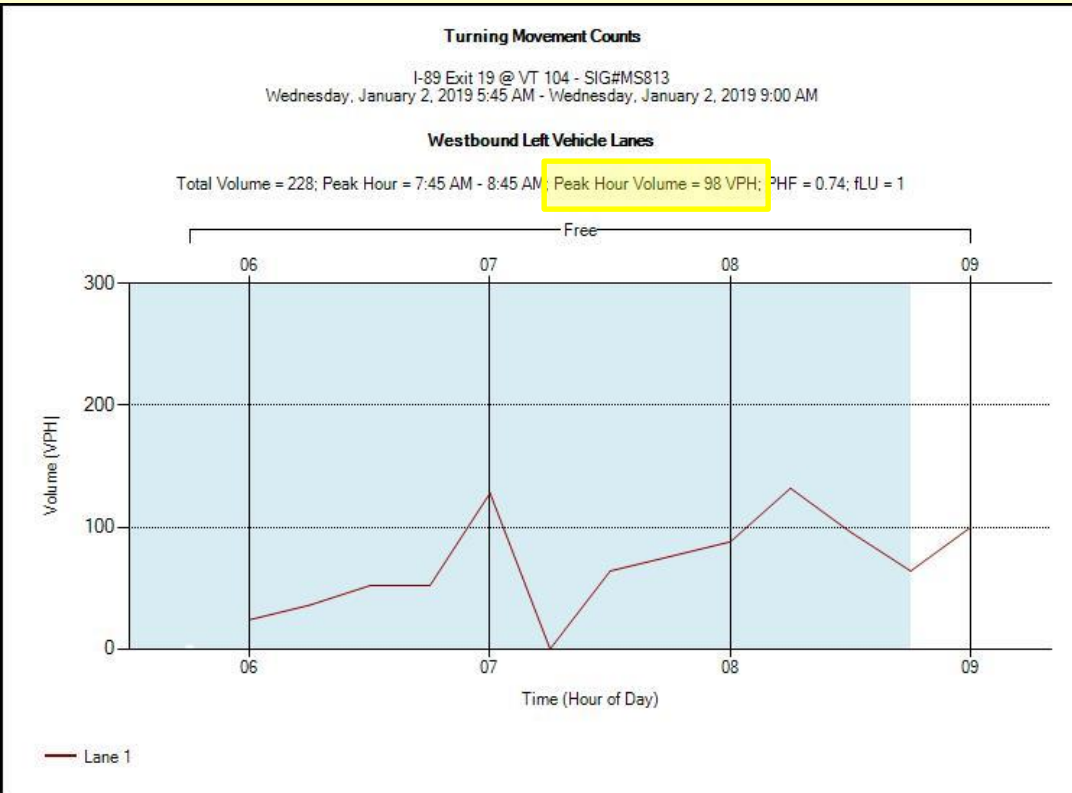 Turning Movement Counts
I-89 Exit 19 @ VT 104 - SIG#MS813
Wednesday, January 2, 2019 5:45 AM - Wednesday, January 2, 2019 9:00 AM
Westbound Left Vehicle Lanes
Total Volume = 228; Peak Hour = 7:45 AM - 8:45 AM; Peak Hour Volume = 98 VPH; PHF = 0.74; fLU = 1
Free
06 07 08 09
300
200
100
0
Volume (VPH)
06 07 08 09
Time (Hour of Day)
Lane 1